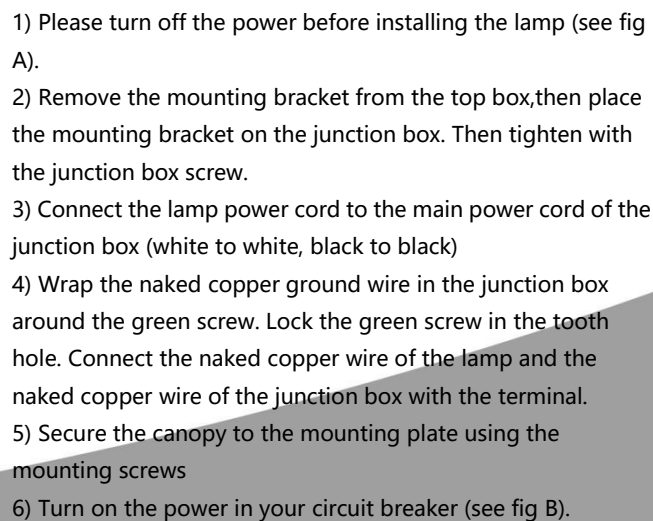 1) Please turn off the power before installing the lamp (see fig
A).
2) Remove the mounting bracket from the top box,then place
the mounting bracket on the junction box. Then tighten with
the junction box screw.
3) Connect the lamp power cord to the main power cord of the
junction box (white to white, black to black)
4) Wrap the naked copper ground wire in the junction box
around the green screw. Lock the green screw in the tooth
hole. Connect the naked copper wire of the lamp and the
naked copper wire of the junction box with the terminal.
5) Secure the canopy to the mounting plate using the
mounting screws
6) Turn on the power in your circuit breaker (see fig B).